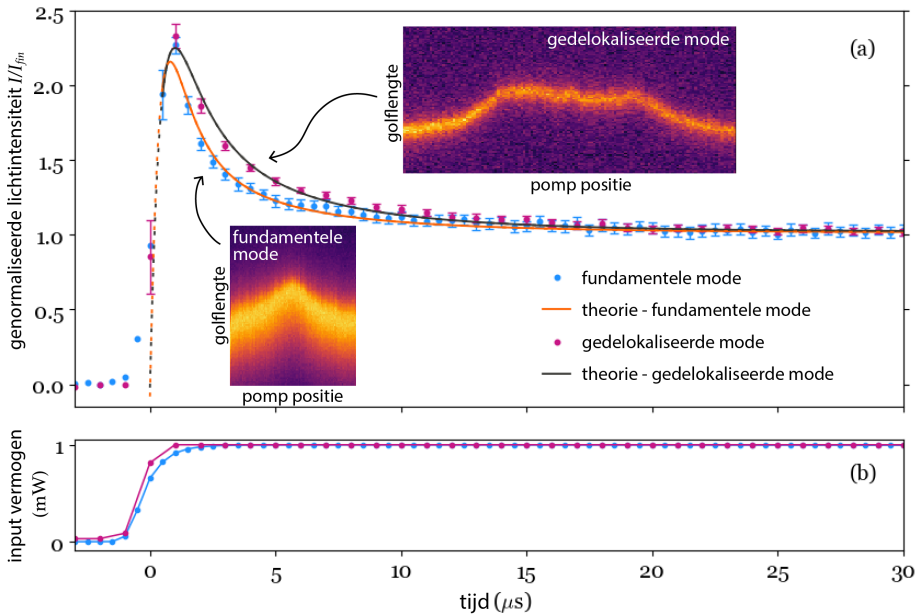 2.5
2.0
1.5
1.0
0.5
0.0
genormaliseerde lichtintensiteit I/I_fin
(a)
gedelokaliseerde mode
golflengte
pomp positie
fundamentele
mode
golflengte
pomp positie
fundamentele mode
theorie - fundamentele mode
gedelokaliseerde mode
theorie - gedelokaliseerde mode
1
0
input vermogen
(mW)
(b)
0 5 10 15 20 25 30
tijd (μs)